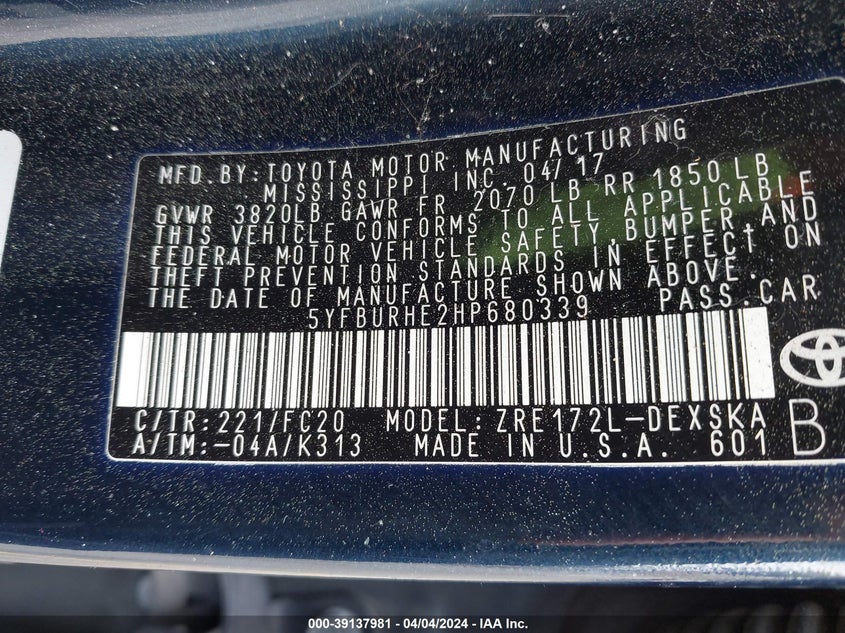 MFD.BY:TOYOTA MOTOR MANUFACTURING
MISSISSIPPI INC 04/17
GVWR 3820LB GAWR FR 2070 LB RR 1850 LB
THIS VEHICLE CONFORMS TO ALL APPLICABLE
FEDERAL MOTOR VEHICLE SAFETY,BUMPER,AND
THEFT PREVENTION STANDARDS IN EFFECT ON
THE DATE OF MANUFACTURE SHOWN ABOVE.
5YFBURHE2HP680339 PASS.CAR
C/TR:221/FC20 MODEL:ZRE172L-DEXSKA
A/TM:-04A/K313 MADE IN U.S.A. 601 B
000-39137981 - 04/04/2024 - IAA Inc.